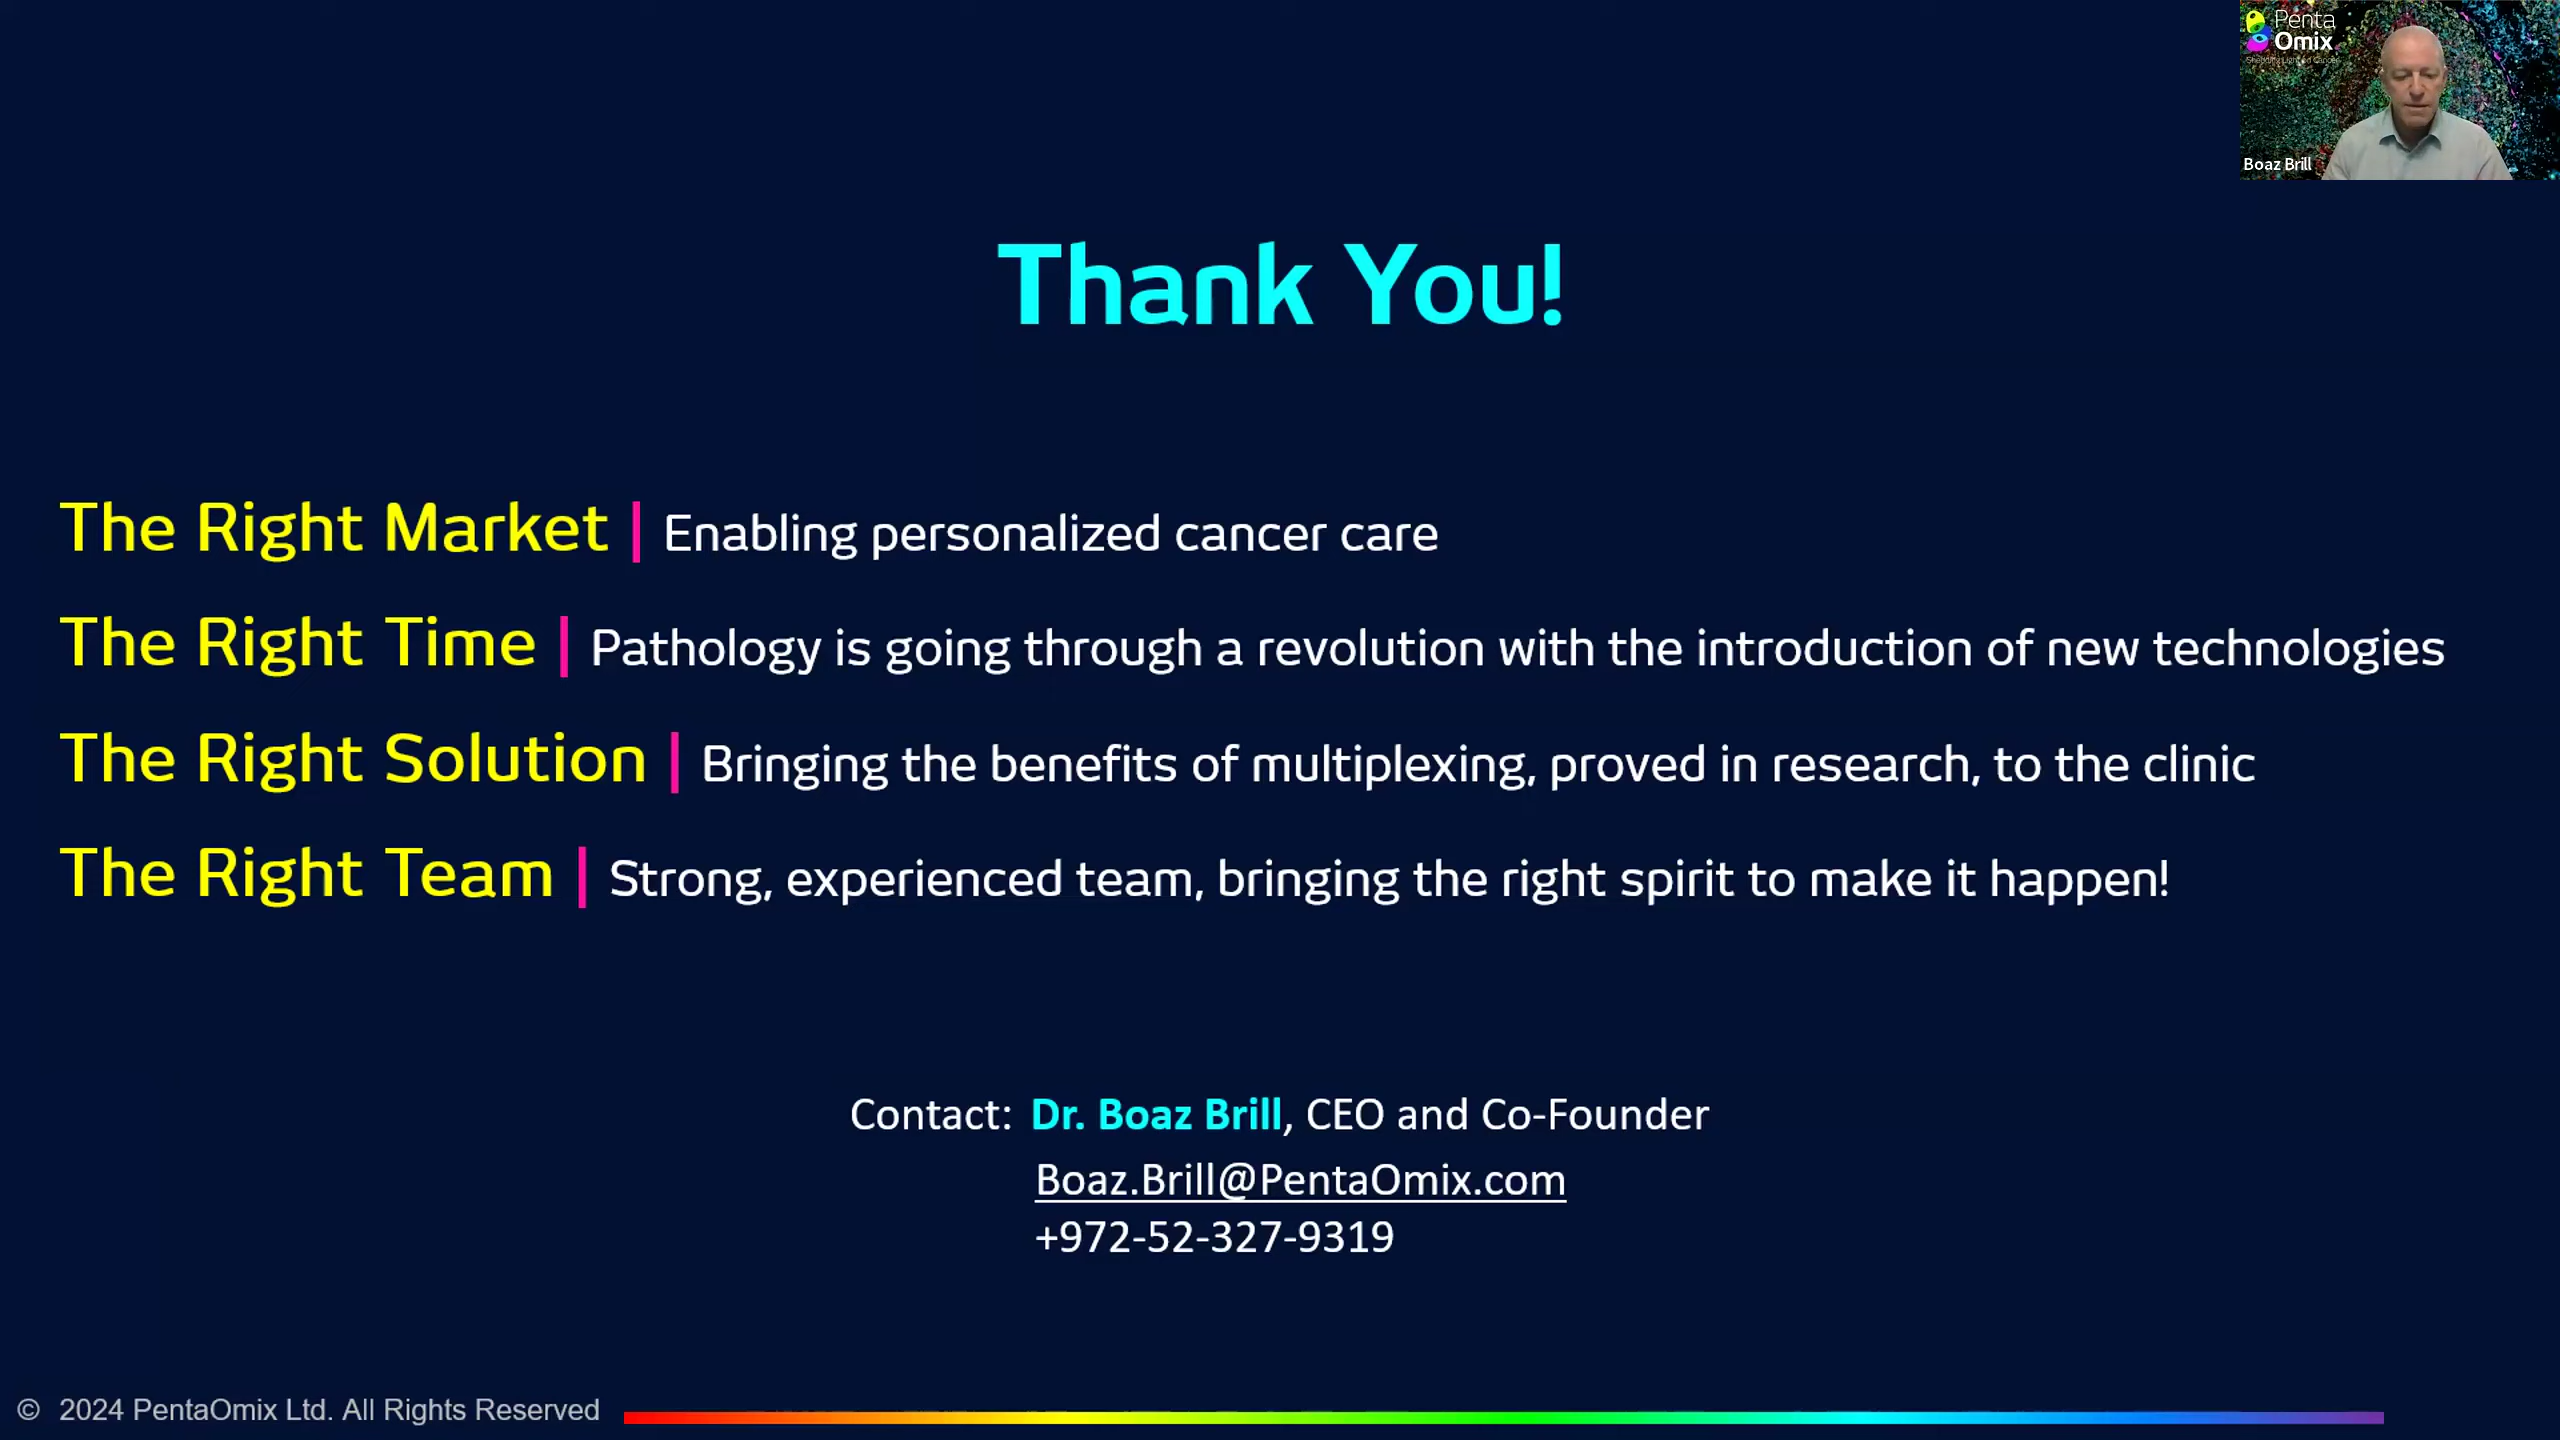 Penta
Omix
Boaz Brill
Thank You!
The Right Market | Enabling personalized cancer care
The Right Time | Pathology is going through a revolution with the introduction of new technologies
The Right Solution | Bringing the benefits of multiplexing, proved in research, to the clinic
The Right Team | Strong, experienced team, bringing the right spirit to make it happen!
Contact: Dr. Boaz Brill, CEO and Co-Founder
Boaz.Brill@PentaOmix.com
+972-52-327-9319
© 2024 PentaOmix Ltd. All Rights Reserved